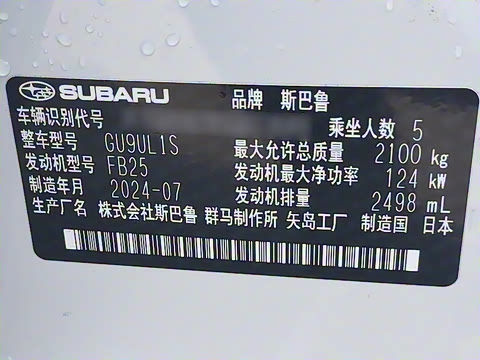 SUBARU 品牌 斯巴鲁
车辆识别代号 乘坐人数 5
整车型号 GU9UL1S 最大允许总质量 2100 kg
发动机型号 FB25 发动机最大净功率 124 kW
制造年月 2024-07 发动机排量 2498 mL
生产厂名 株式会社斯巴鲁 群马制作所 矢岛工厂 制造国 日本